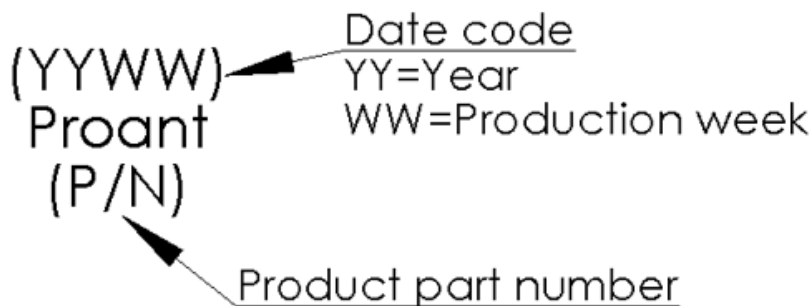 (YYWW)
Proant
(P/N)
Date code
YY=Year
WW=Production week
Product part number